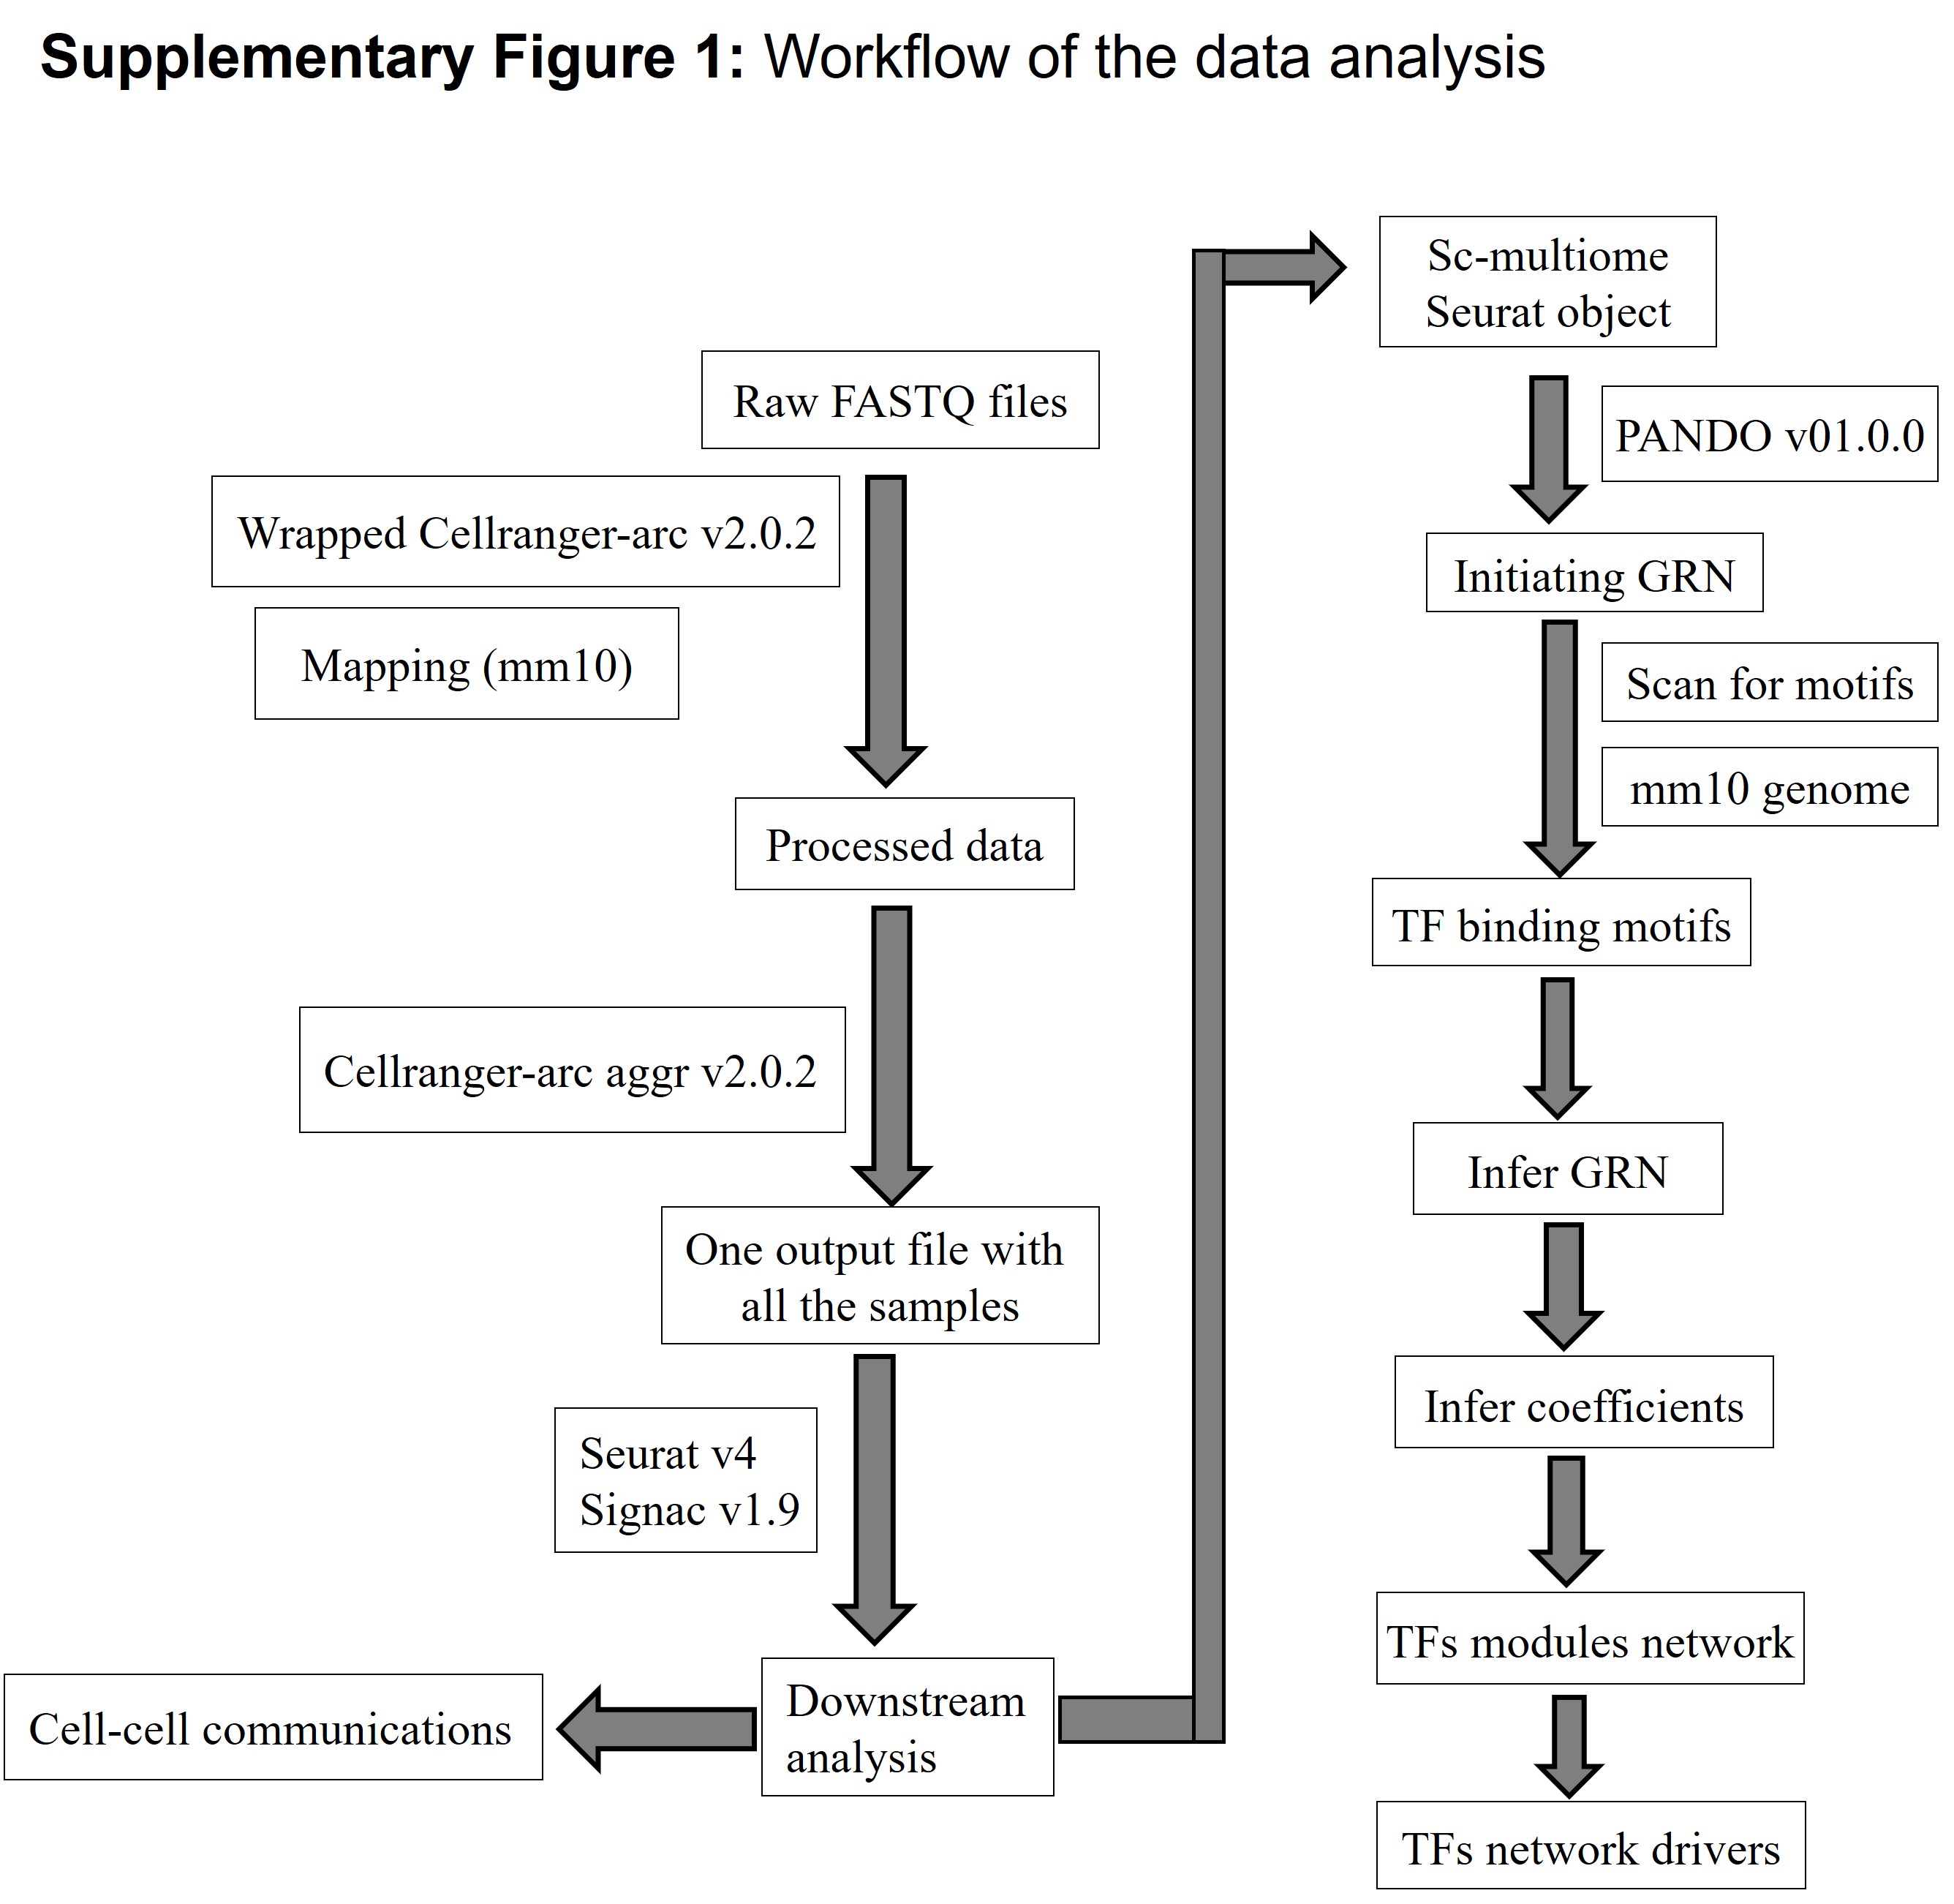 Supplementary Figure 1: Workflow of the data analysis
Raw FASTQ files
Wrapped Cellranger-arc v2.0.2
Mapping (mm10)
Processed data
Cellranger-arc aggr v2.0.2
One output file with
all the samples
Seurat v4
Signac v1.9
Downstream
analysis
Cell-cell communications
Sc-multiome
Seurat object
PANDO v01.0.0
Initiating GRN
Scan for motifs
mm10 genome
TF binding motifs
Infer GRN
Infer coefficients
TFs modules network
TFs network drivers